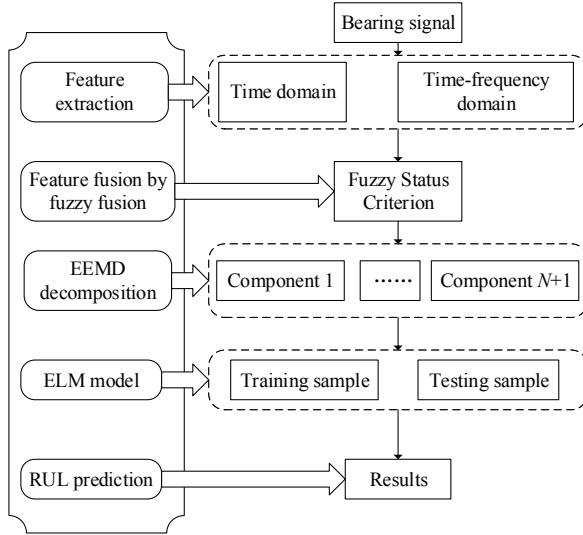 Bearing signal
Feature
extraction
Time domain
Time-frequency
domain
Feature fusion by
fuzzy fusion
Fuzzy Status
Criterion
EEMD
decomposition
Component 1
······
Component N+1
ELM model
Training sample
Testing sample
RUL prediction
Results